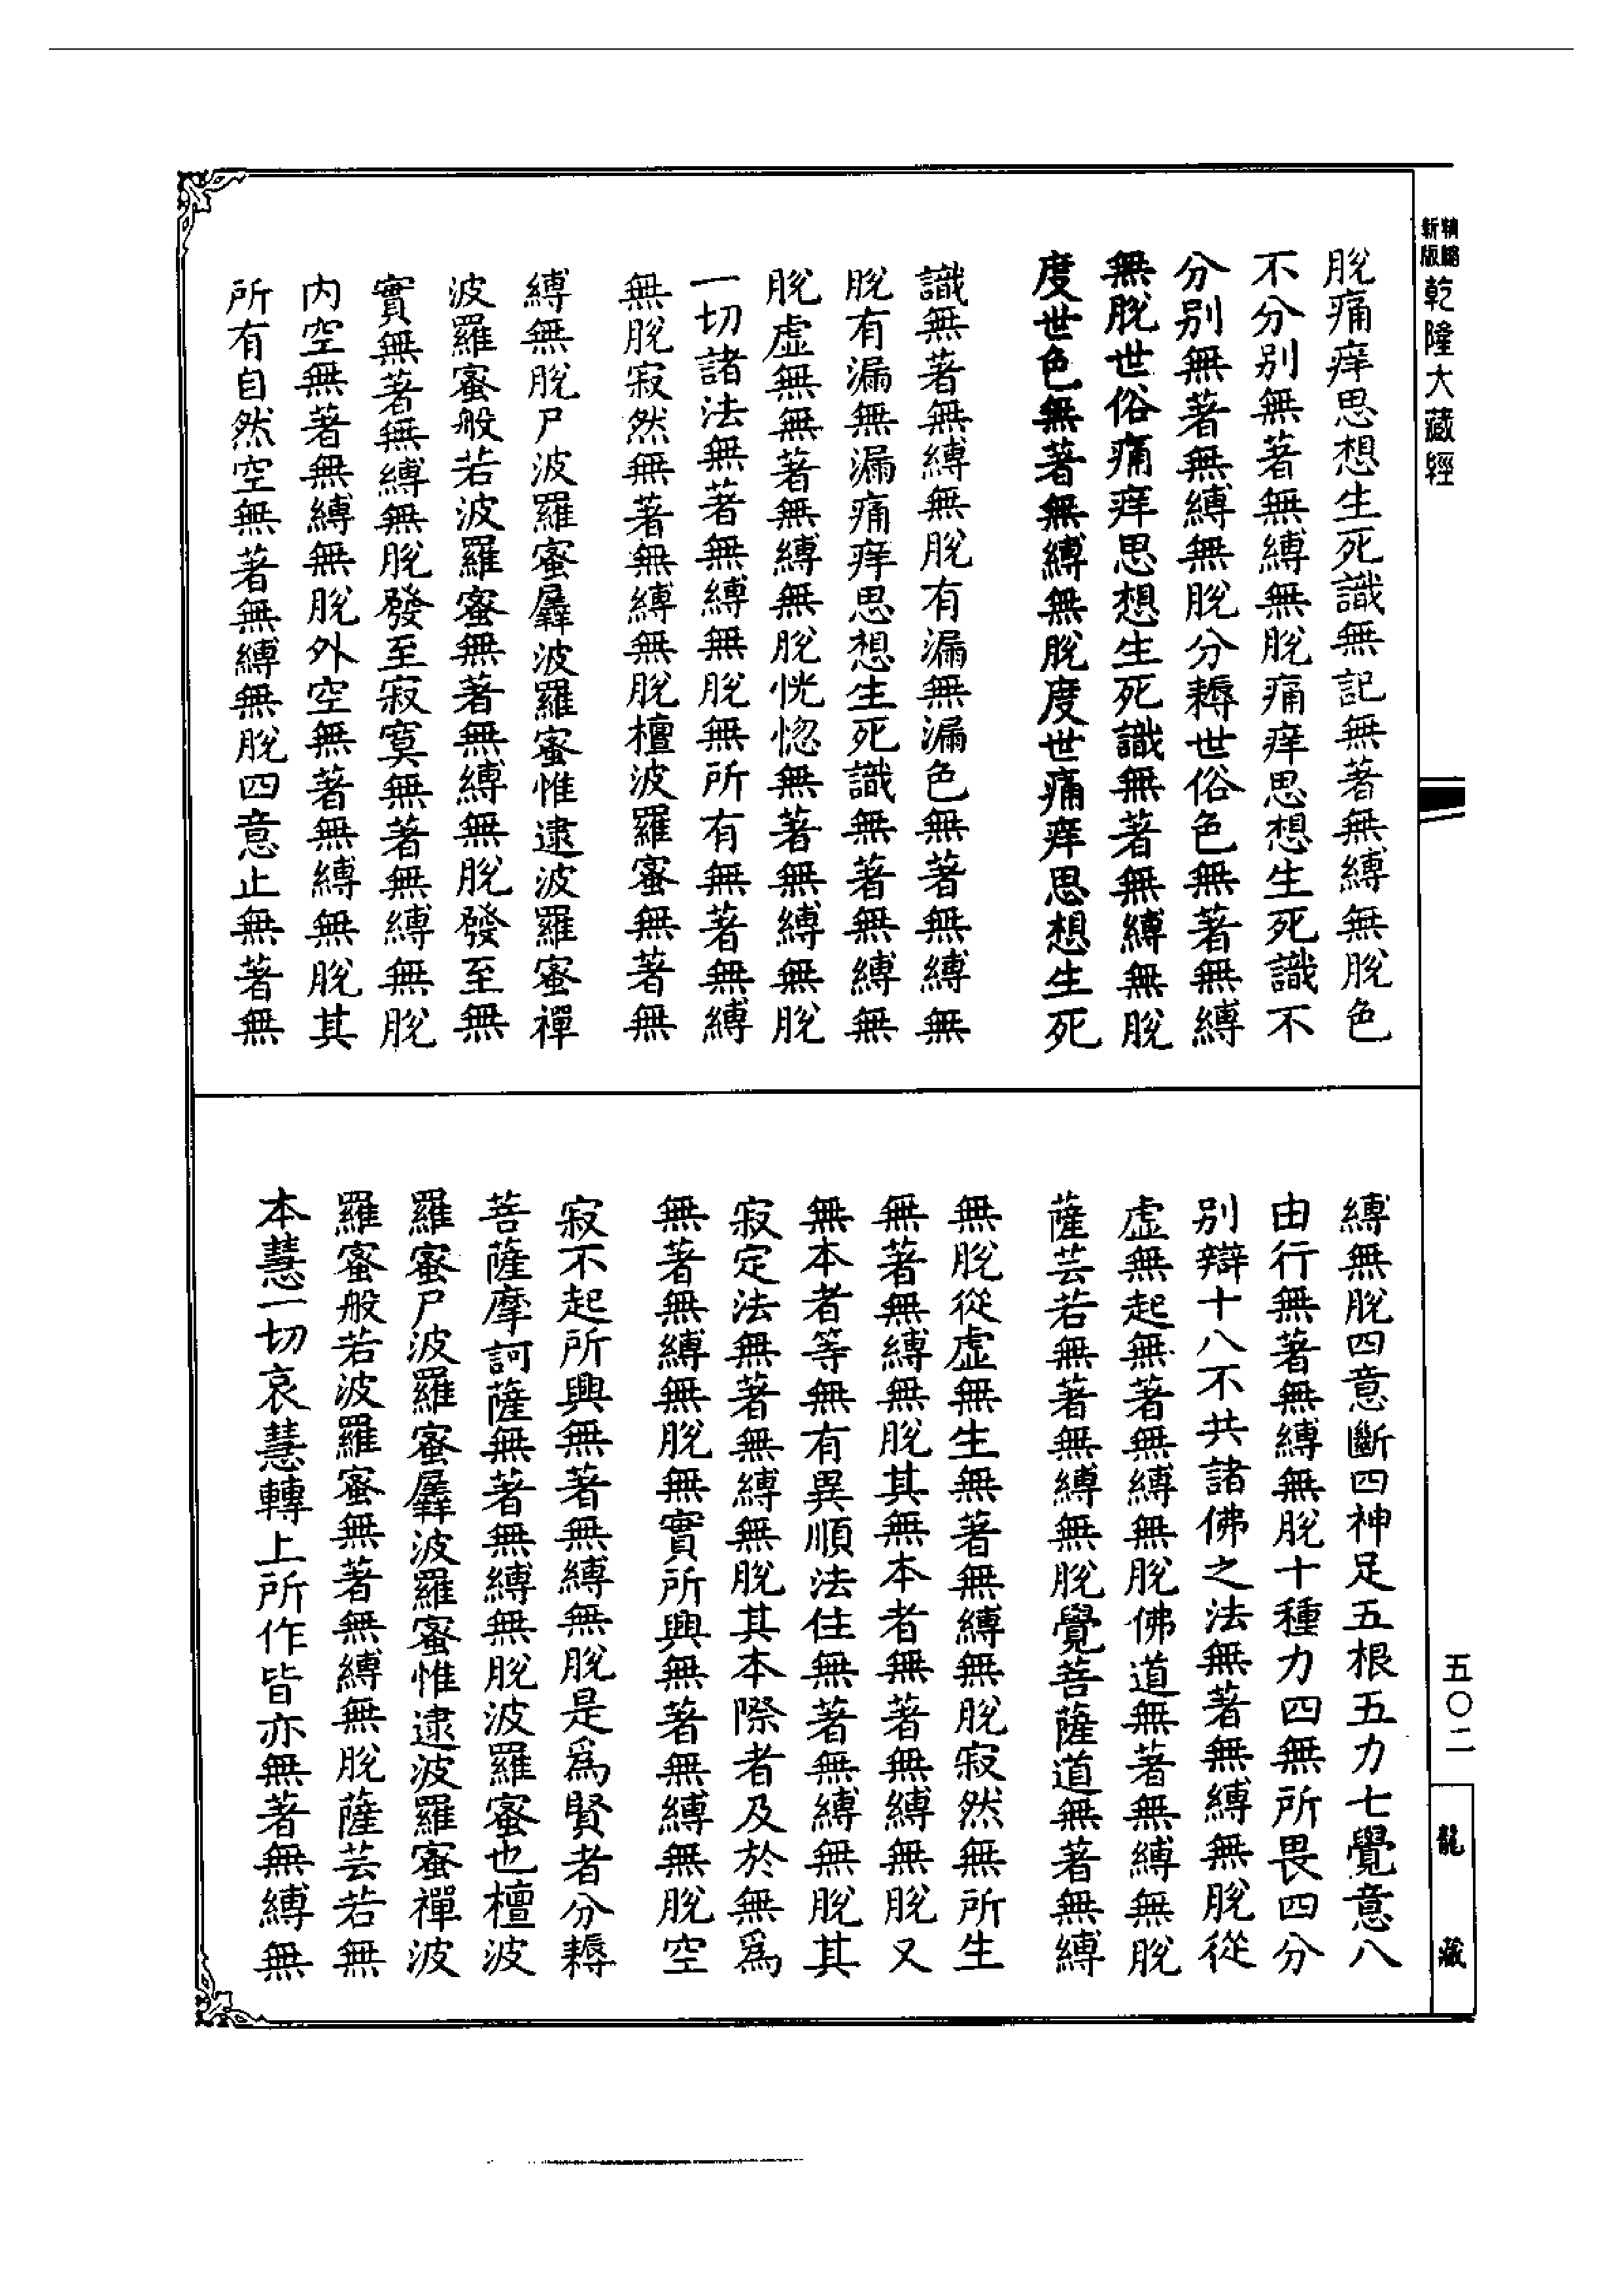 精縮
新版
乾隆大藏經
脫痛痒思想生死識無記無著無縛無脫色
不分別無著無縛無脫痛痒思想生死識不
分別無著無縛無脫分耨世俗色無著無縛
無脫世俗痛痒思想生死識無著無縛無脫
度世色無著無縛無脫度世痛痒思想生死
識無著無縛無脫有漏無漏色無著無縛無
脫有漏無漏痛痒思想生死識無著無縛無
脫虛無無著無縛無脫恍惚無著無縛無脫
一切諸法無著無縛無脫無所有無著無縛
無脫寂然無著無縛無脫檀波羅蜜無著無
縛無脫尸波羅蜜羼波羅蜜惟逮波羅蜜禪
波羅蜜般若波羅蜜無著無縛無脫發至無
實無著無縛無脫發至寂寞無著無縛無脫
內空無著無縛無脫外空無著無縛無脫其
所有自然空無著無縛無脫四意止無著無
縛無脫四意斷四神足五根五力七覺意八
由行無著無縛無脫十種力四無所畏四分
別辯十八不共諸佛之法無著無縛無脫從
虛無起無著無縛無脫佛道無著無縛無脫
薩芸若無著無縛無脫覺菩薩道無著無縛
無脫從虛無生無著無縛無脫寂然無所生
無著無縛無脫其無本者無著無縛無脫又
無本者等無有異順法住無著無縛無脫其
寂定法無著無縛無脫其本際者及於無爲
無著無縛無脫無實所興無著無縛無脫空
寂不起所興無著無縛無脫是爲賢者分耨
菩薩摩訶薩無著無縛無脫波羅蜜也檀波
羅蜜尸波羅蜜羼波羅蜜惟逮波羅蜜禪波
羅蜜般若波羅蜜無著無縛無脫薩芸若無
本慧一切哀慧轉上所作皆亦無著無縛無
五〇二
龍藏